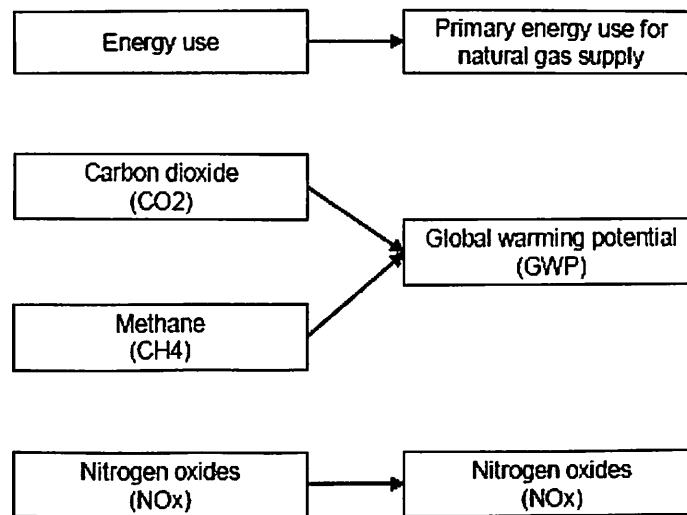 Energy use
Primary energy use for
natural gas supply
Carbon dioxide
(CO2)
Global warming potential
(GWP)
Methane
(CH4)
Nitrogen oxides
(NOx)
Nitrogen oxides
(NOx)